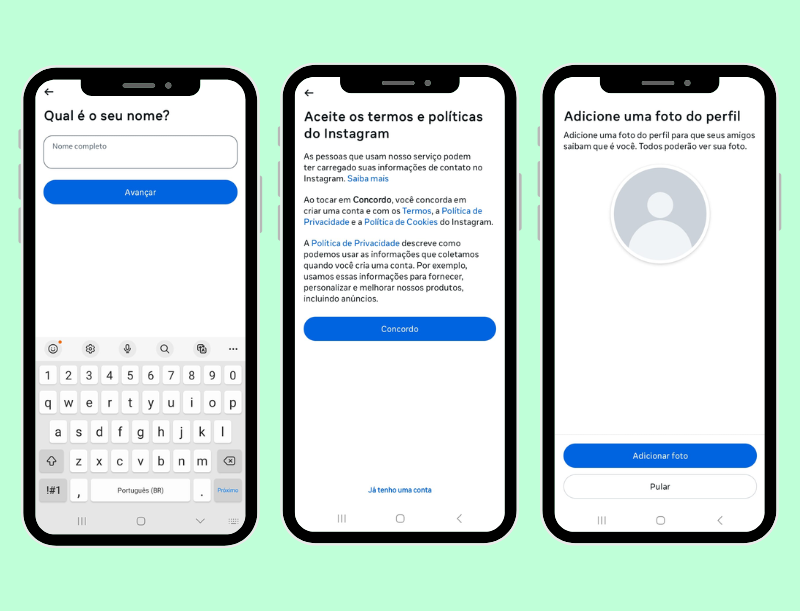 Qual é o seu nome?
Nome completo
Avançar
1 2 3 4 5 6 7 8 9 0
q w e r t y u i o p
a s d f g h j k l
z x c v b n m
!#1 , Português (BR) . Próximo
Aceite os termos e políticas
do Instagram
As pessoas que usam nosso serviço podem
ter carregado suas informações de contato no
Instagram. Saiba mais
Ao tocar em Concordo, você concorda em
criar uma conta e com os Termos, a Política de
Privacidade e a Política de Cookies do Instagram.
A Política de Privacidade descreve como
podemos usar as informações que coletamos
quando você cria uma conta. Por exemplo,
usamos essas informações para fornecer,
personalizar e melhorar nossos produtos,
incluindo anúncios.
Concordo
Já tenho uma conta
Adicione uma foto do perfil
Adicione uma foto do perfil para que seus amigos
saibam que é você. Todos poderão ver sua foto.
Adicionar foto
Pular